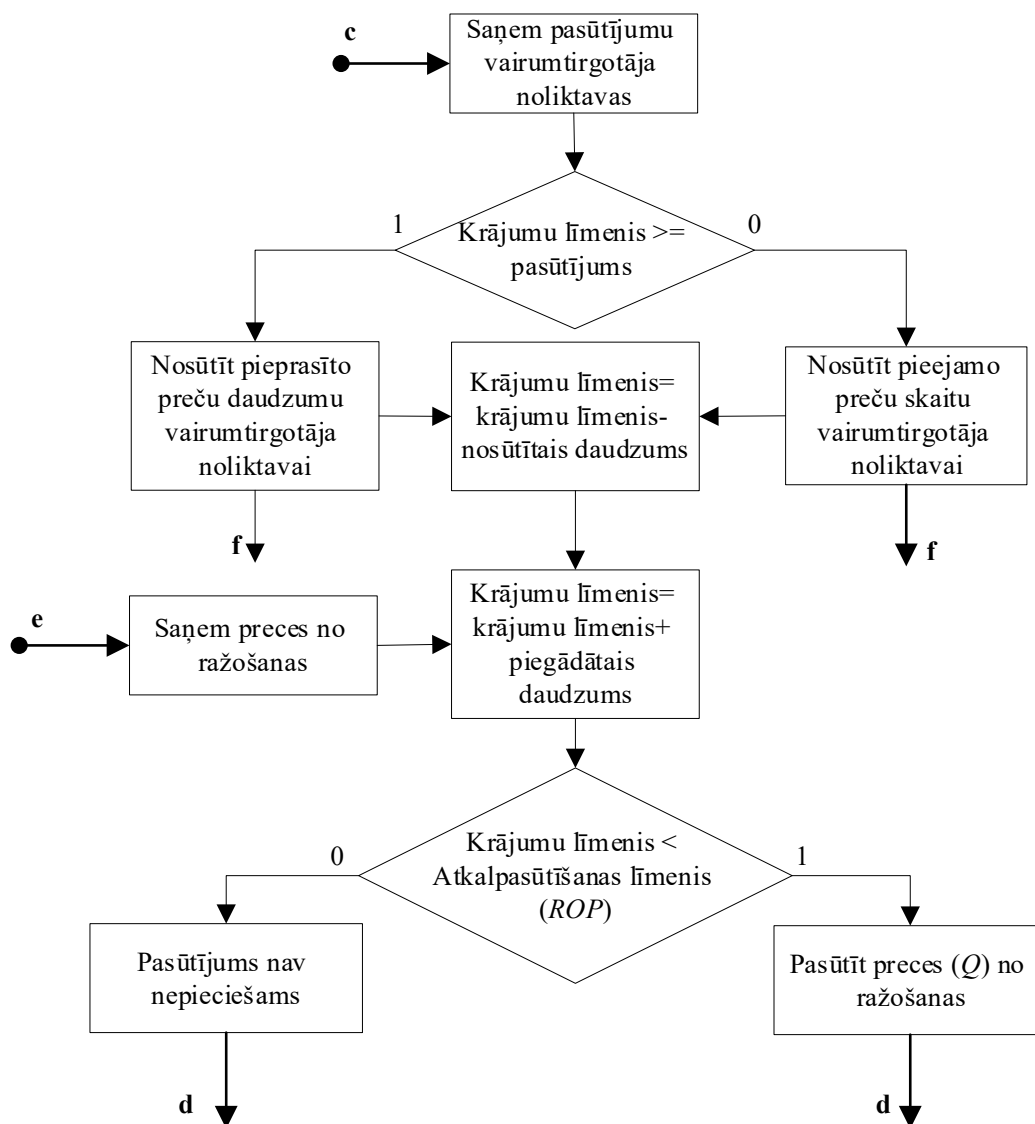 c
Saņem pasūtījumu
vairumtirgotāja
noliktavas
1
0
Krājumu līmenis >=
pasūtījums
Nosūtīt pieprasīto
preču daudzumu
vairumtirgotāja
noliktavai
Krājumu līmenis=
krājumu līmenis-
nosūtītais daudzums
Nosūtīt pieejamo
preču skaitu
vairumtirgotāja
noliktavai
f
f
e
Saņem preces no
ražošanas
Krājumu līmenis=
krājumu līmenis+
piegādātais
daudzums
0
1
Krājumu līmenis <
Atkalpasūtīšanas līmenis
(ROP)
Pasūtījums nav
nepieciešams
Pasūtīt preces (Q) no
ražošanas
d
d